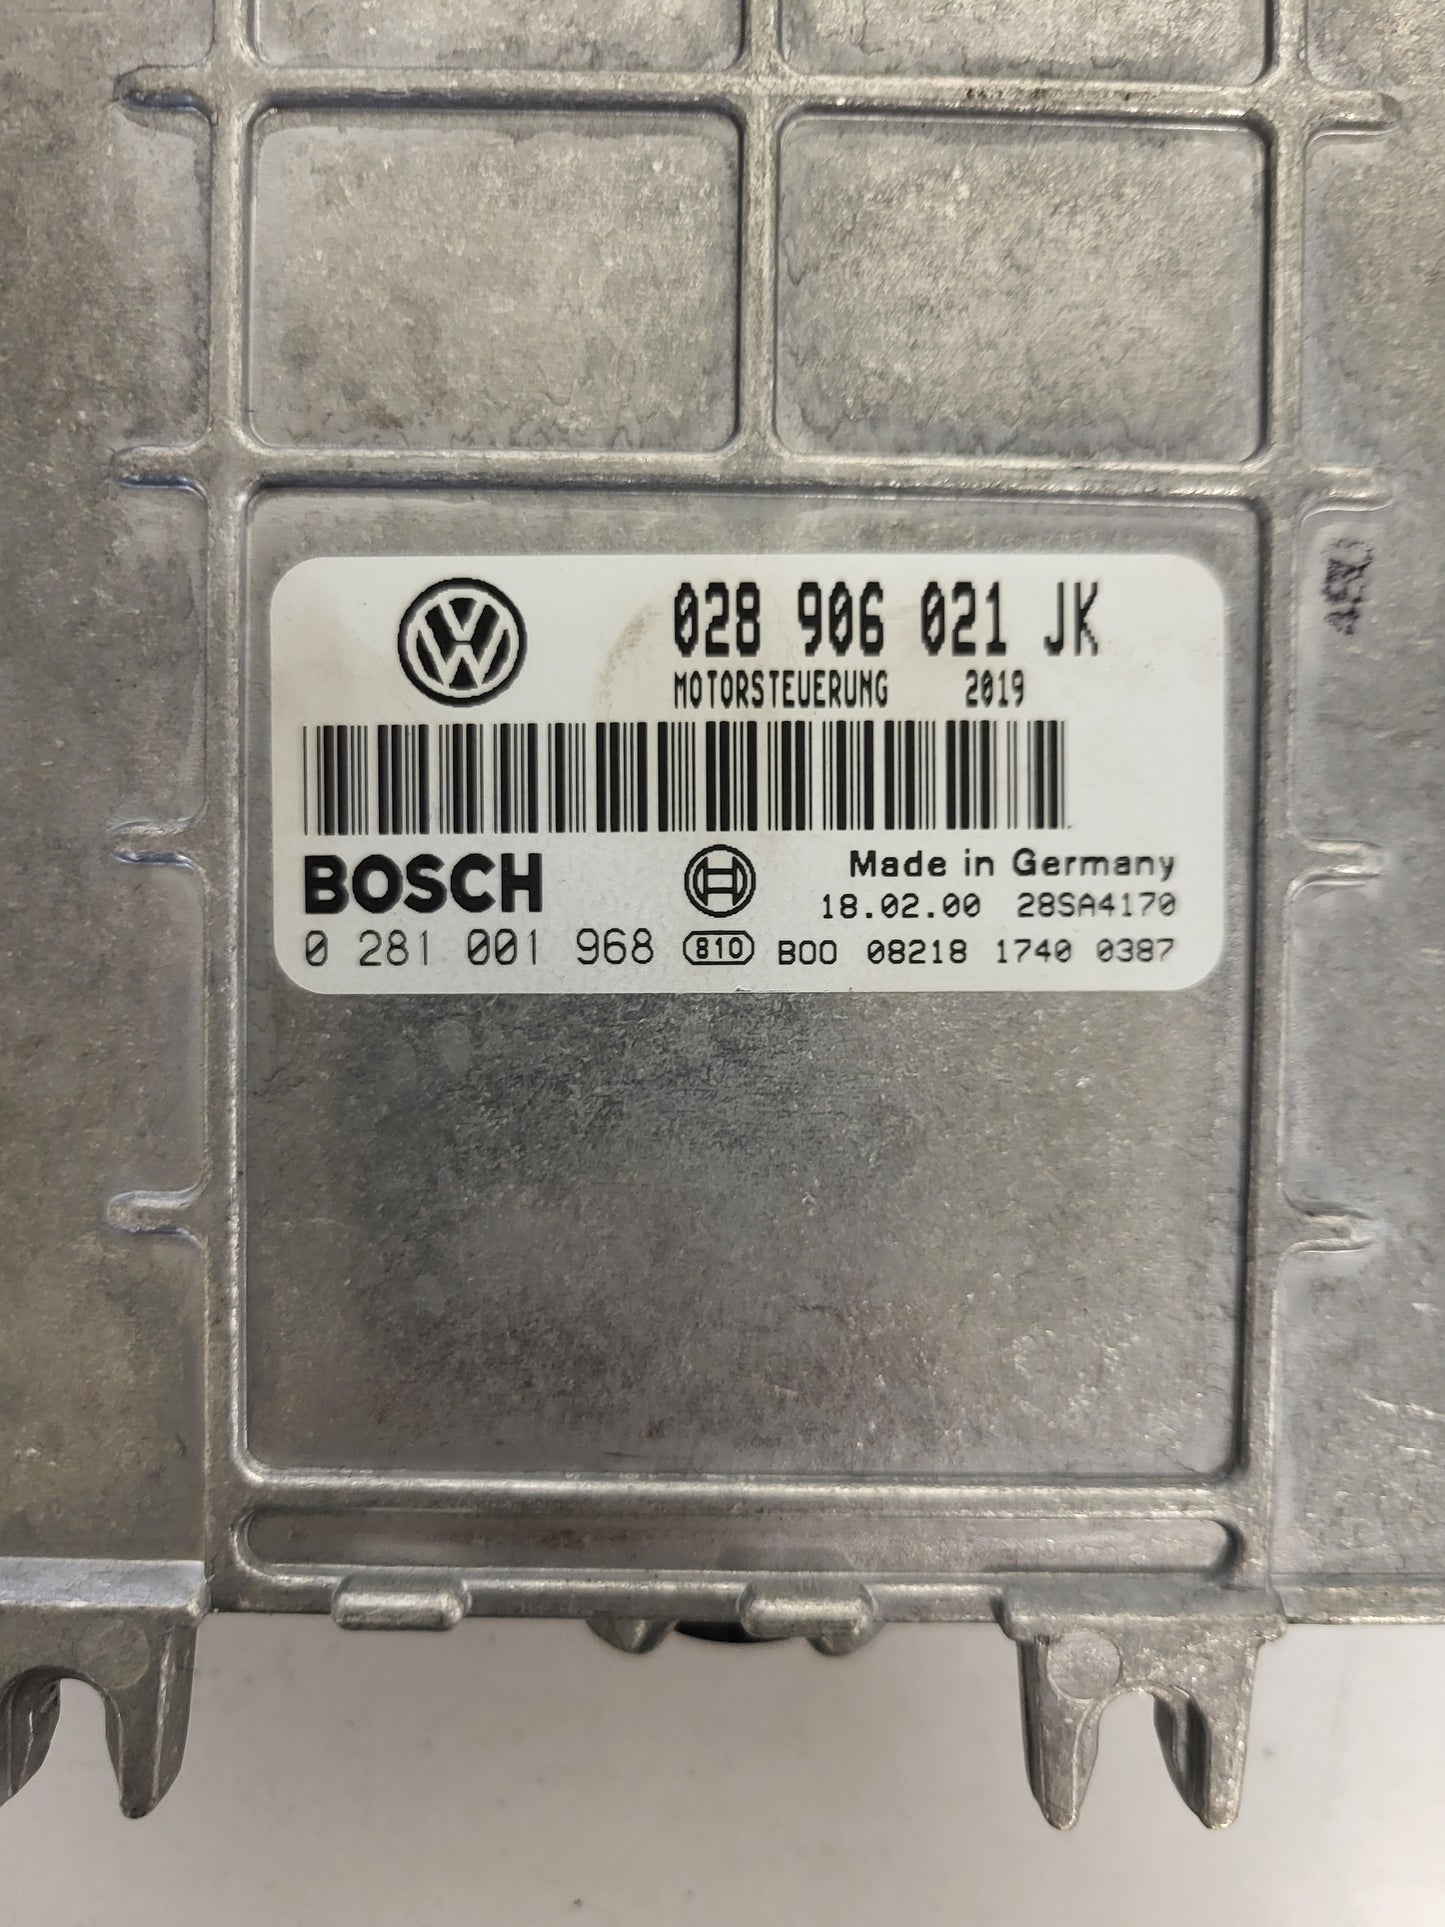 028 906 021 JK
MOTORSTEUERUNG 2019
BOSCH Made in Germany
18.02.00 28SA4170
0 281 001 968 810 B00 08218 1740 0387